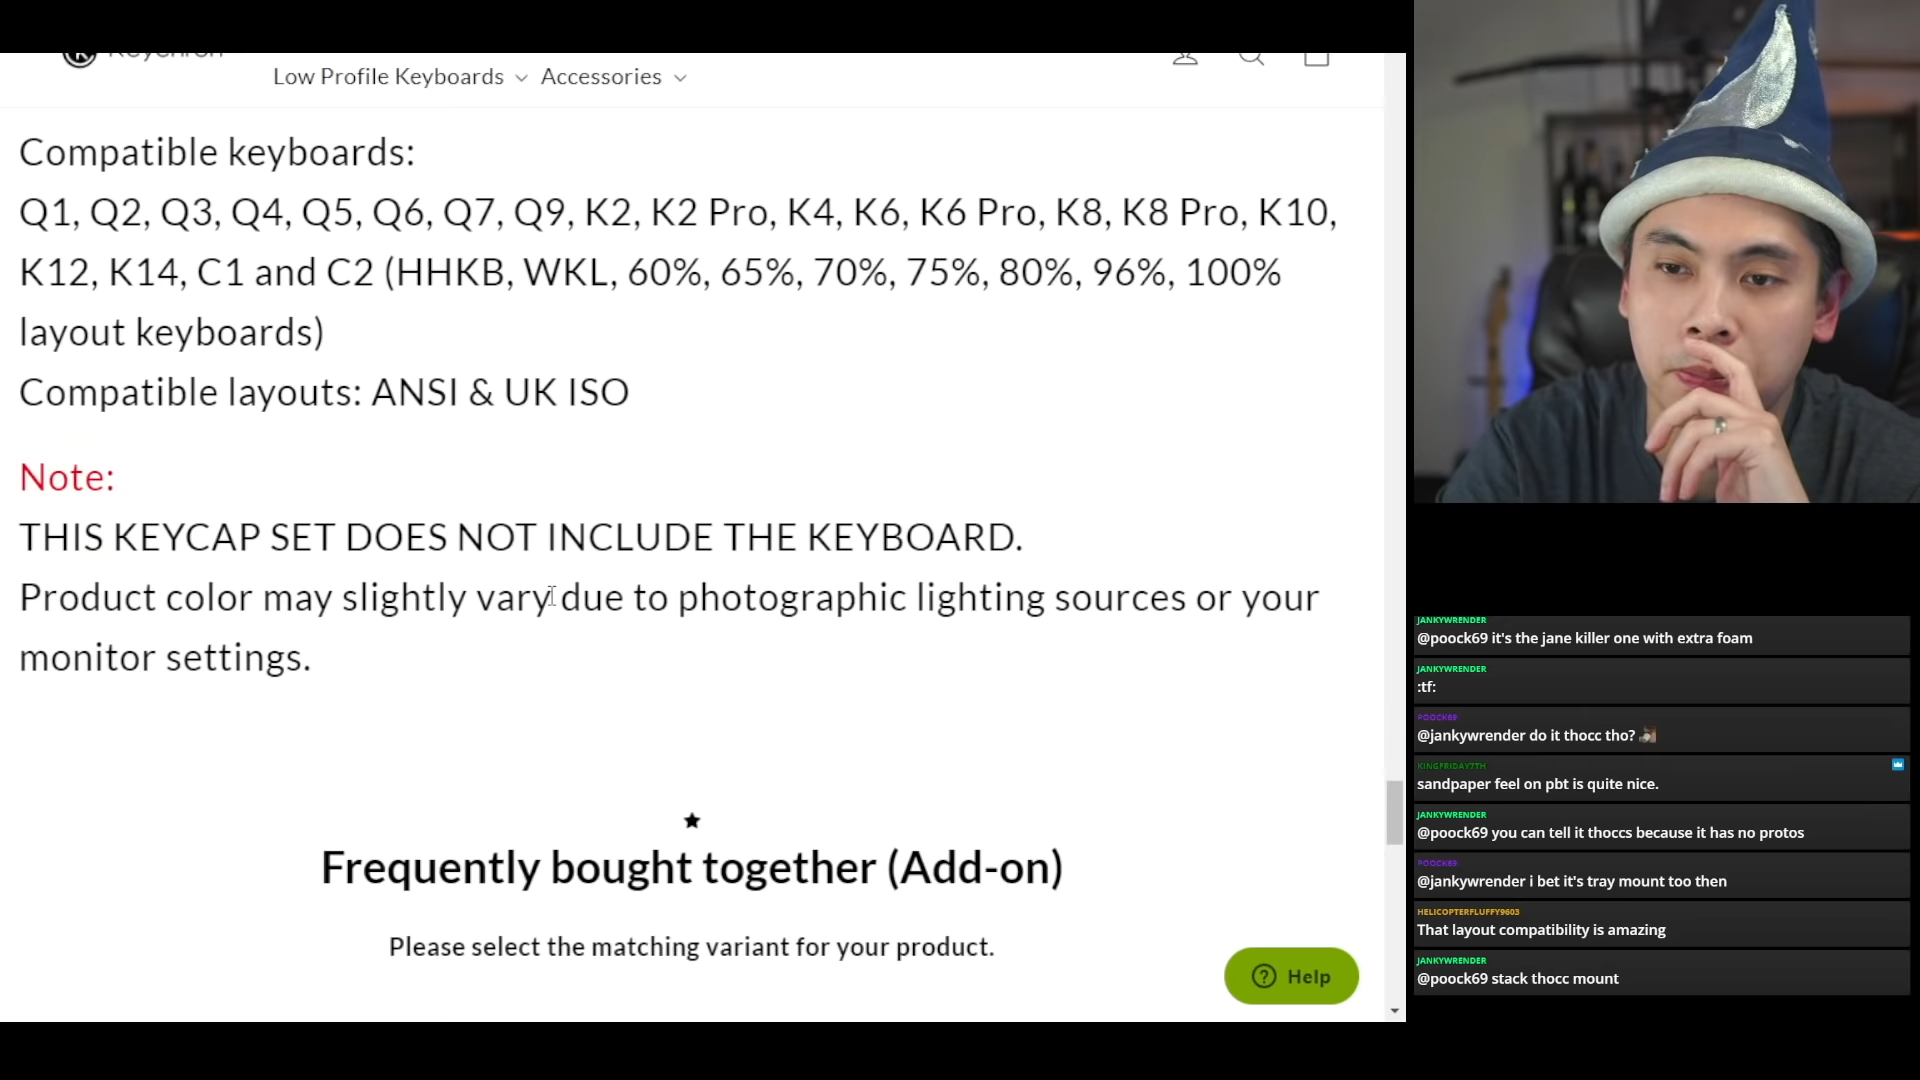 Keychron
Low Profile Keyboards Accessories
Compatible keyboards:
Q1, Q2, Q3, Q4, Q5, Q6, Q7, Q9, K2, K2 Pro, K4, K6, K6 Pro, K8, K8 Pro, K10,
K12, K14, C1 and C2 (HHKB, WKL, 60%, 65%, 70%, 75%, 80%, 96%, 100%
layout keyboards)
Compatible layouts: ANSI & UK ISO
Note:
THIS KEYCAP SET DOES NOT INCLUDE THE KEYBOARD.
Product color may slightly vary due to photographic lighting sources or your
monitor settings.
Frequently bought together (Add-on)
Please select the matching variant for your product.
Help
JANKYWRENDER
@poock69 it's the jane killer one with extra foam
JANKYWRENDER
:tf:
POOCK69
@jankywrender do it thocc tho?
KINGFRIDAY7TH
sandpaper feel on pbt is quite nice.
JANKYWRENDER
@poock69 you can tell it thoccs because it has no protos
POOCK69
@jankywrender i bet it's tray mount too then
HELICOPTERFLUFFY9603
That layout compatibility is amazing
JANKYWRENDER
@poock69 stack thocc mount